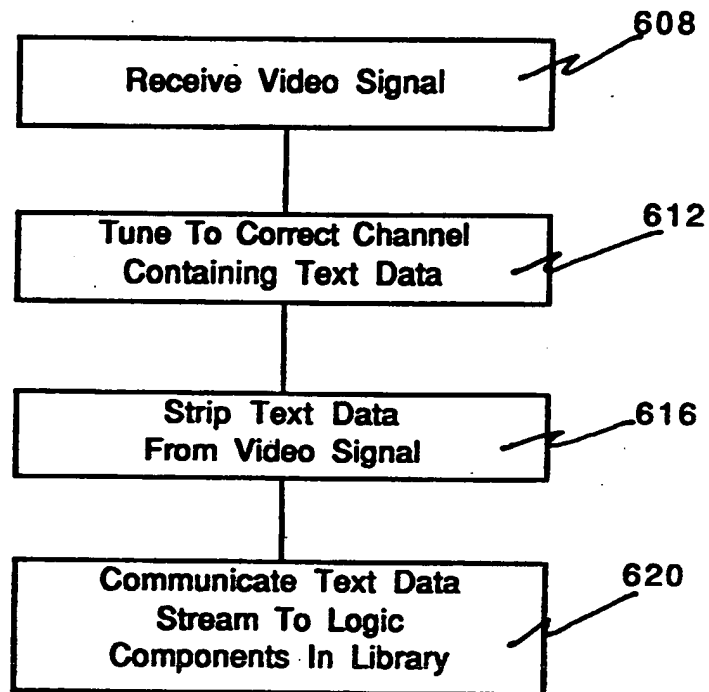 608
Receive Video Signal
612
Tune To Correct Channel
Containing Text Data
616
Strip Text Data
From Video Signal
620
Communicate Text Data
Stream To Logic
Components In Library